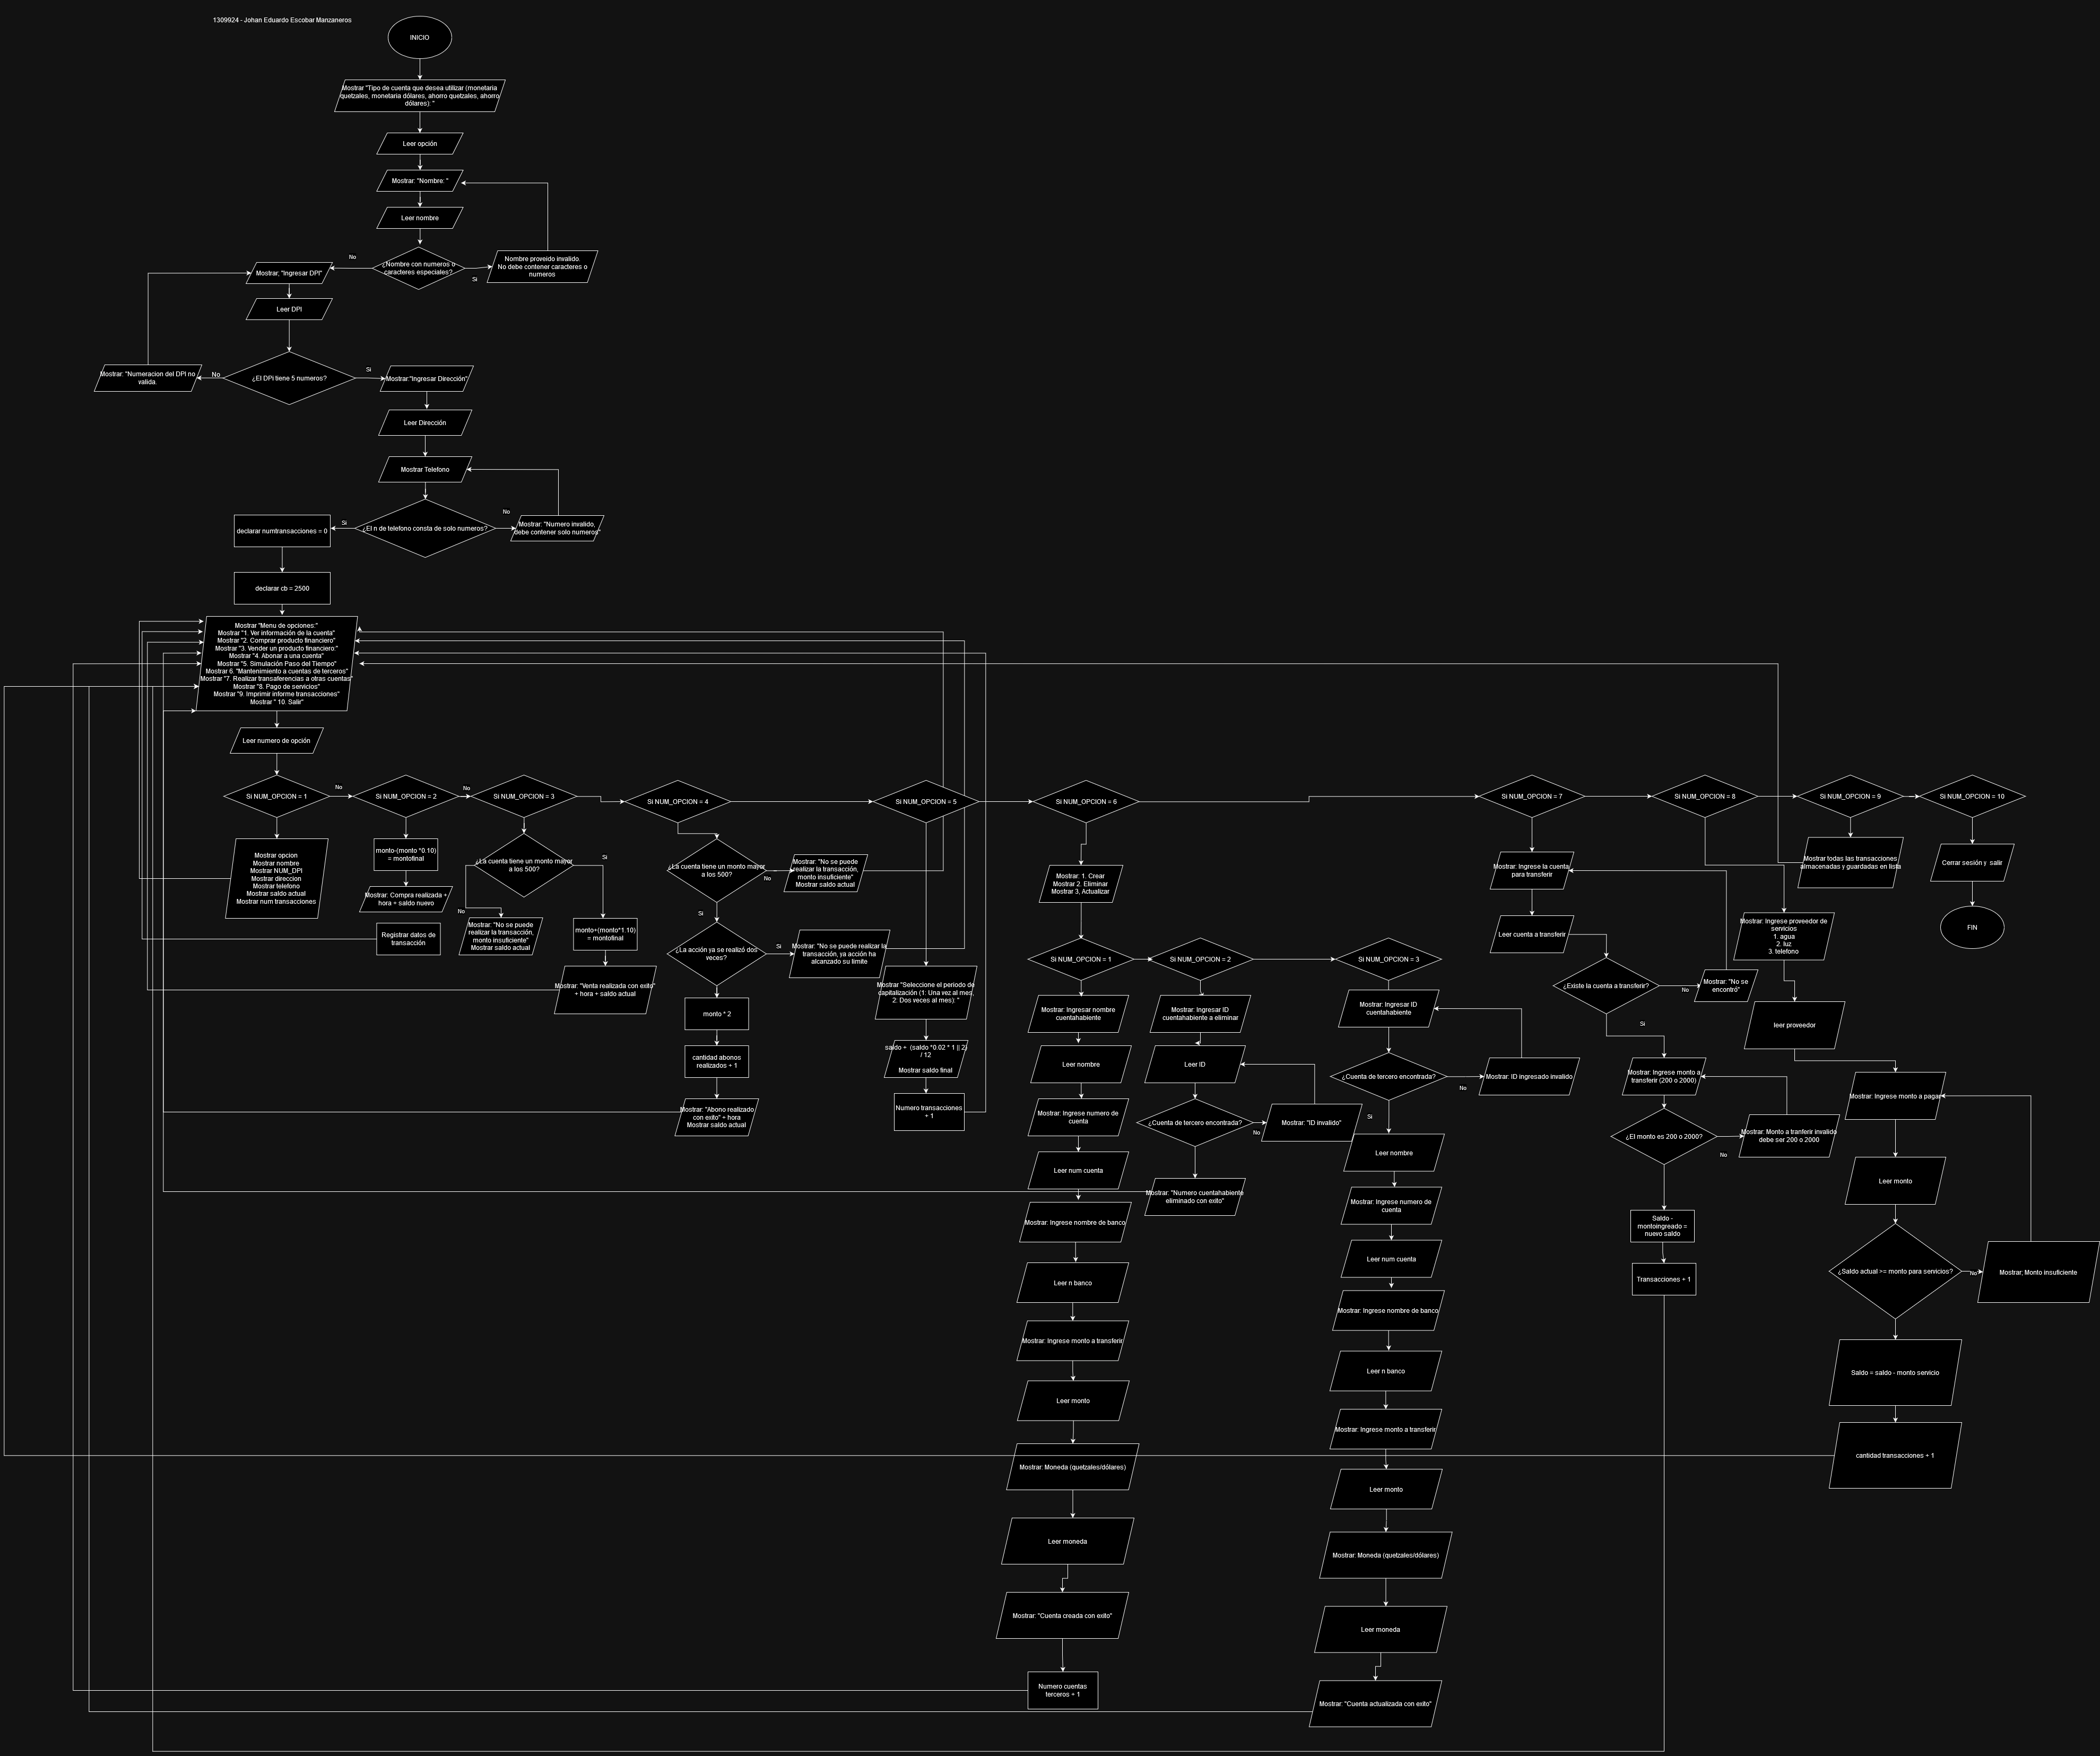 1309924 - Johan Eduardo Escobar Manzaneros
INICIO
Mostrar "Tipo de cuenta que desea utilizar (monetaria
quetzales, monetaria dólares, ahorro quetzales, ahorro
dólares): "
Leer opción
Mostrar: "Nombre: "
Leer nombre
¿Nombre con numeros o
caracteres especiales?
No
Si
Nombre proveido invalido.
No debe contener caracteres o
numeros
Mostrar; "Ingresar DPI"
Leer DPI
¿El DPi tiene 5 numeros?
No
Si
Mostrar: "Numeracion del DPI no
valida.
Mostrar:"Ingresar Dirección"
Leer Dirección
Mostrar Telefono
¿El n de telefono consta de solo numeros?
No
Si
Mostrar: "Numero invalido,
debe contener solo numeros"
declarar numtransacciones = 0
declarar cb = 2500
Mostrar "Menu de opciones:"
Mostrar "1. Ver información de la cuenta"
Mostrar "2. Comprar producto financiero"
Mostrar "3. Vender un producto financiero:"
Mostrar "4. Abonar a una cuenta"
Mostrar "5. Simulación Paso del Tiempo"
Mostrar 6. "Mantenimiento a cuentas de terceros"
Mostrar "7. Realizar transaferencias a otras cuentas"
Mostrar "8. Pago de servicios"
Mostrar "9. Imprimir informe transacciones"
Mostrar " 10. Salir"
Leer numero de opción
Si NUM_OPCION = 1
No
Si NUM_OPCION = 2
No
Si NUM_OPCION = 3
Si NUM_OPCION = 4
Si NUM_OPCION = 5
Si NUM_OPCION = 6
Si NUM_OPCION = 7
Si NUM_OPCION = 8
Si NUM_OPCION = 9
Si NUM_OPCION = 10
Mostrar opcion
Mostrar nombre
Mostrar NUM_DPI
Mostrar direccion
Mostrar telefono
Mostrar saldo actual
Mostrar num transacciones
monto-(monto *0.10)
= montofinal
Mostrar: Compra realizada +
hora + saldo nuevo
Registrar datos de
transacción
¿La cuenta tiene un monto mayor
a los 500?
Si
No
Mostrar: "No se puede
realizar la transacción,
monto insuficiente"
Mostrar saldo actual
monto+(monto*1.10)
= montofinal
Mostrar: "Venta realizada con exito"
+ hora + saldo actual
¿La cuenta tiene un monto mayor
a los 500?
No
Si
Mostrar: "No se puede
realizar la transacción,
monto insuficiente"
Mostrar saldo actual
¿La acción ya se realizó dos
veces?
Si
Mostrar: "No se puede realizar la
transacción, ya acción ha
alcanzado su limite
monto * 2
cantidad abonos
realizados + 1
Mostrar: "Abono realizado
con exito" + hora
Mostrar saldo actual
Mostrar "Seleccione el periodo de
capitalización (1: Una vez al mes,
2: Dos veces al mes): "
saldo + (saldo *0.02 * 1 || 2)
/ 12
Mostrar saldo final
Numero transacciones
+ 1
Mostrar: 1. Crear
Mostrar 2. Eliminar
Mostrar 3, Actualizar
Si NUM_OPCION = 1
Si NUM_OPCION = 2
Si NUM_OPCION = 3
Mostrar: Ingresar nombre
cuentahabiente
Leer nombre
Mostrar: Ingrese numero de
cuenta
Leer num cuenta
Mostrar: Ingrese nombre de banco
Leer n banco
Mostrar: Ingrese monto a transferir
Leer monto
Mostrar: Moneda (quetzales/dólares)
Leer moneda
Mostrar: "Cuenta creada con exito"
Numero cuentas
terceros + 1
Mostrar: Ingresar ID
cuentahabiente a eliminar
Leer ID
¿Cuenta de tercero encontrada?
No
Mostrar: "ID invalido"
Mostrar: "Numero cuentahabiente
eliminado con exito"
Mostrar: Ingresar ID
cuentahabiente
¿Cuenta de tercero encontrada?
No
Si
Mostrar: ID ingresado invalido
Leer nombre
Mostrar: Ingrese numero de
cuenta
Leer num cuenta
Mostrar: Ingrese nombre de banco
Leer n banco
Mostrar: Ingrese monto a transferir
Leer monto
Mostrar: Moneda (quetzales/dólares)
Leer moneda
Mostrar: "Cuenta actualizada con exito"
Mostrar: Ingrese la cuenta
para transferir
Leer cuenta a transferir
¿Existe la cuenta a transferir?
No
Si
Mostrar: "No se
encontró"
Mostrar: Ingrese monto a
transferir (200 o 2000)
¿El monto es 200 o 2000?
No
Mostrar: Monto a tranferir invalido
debe ser 200 o 2000
Saldo -
montoingreado =
nuevo saldo
Transacciones + 1
Mostrar: Ingrese proveedor de
servicios
1. agua
2. luz
3. telefono
leer proveedor
Mostrar: Ingrese monto a pagar
Leer monto
¿Saldo actual >= monto para servicios?
No
Mostrar; Monto insuficiente
Saldo = saldo - monto servicio
cantidad transacciones + 1
Mostrar todas las transacciones
almacenadas y guardadas en lista
Cerrar sesión y salir
FIN